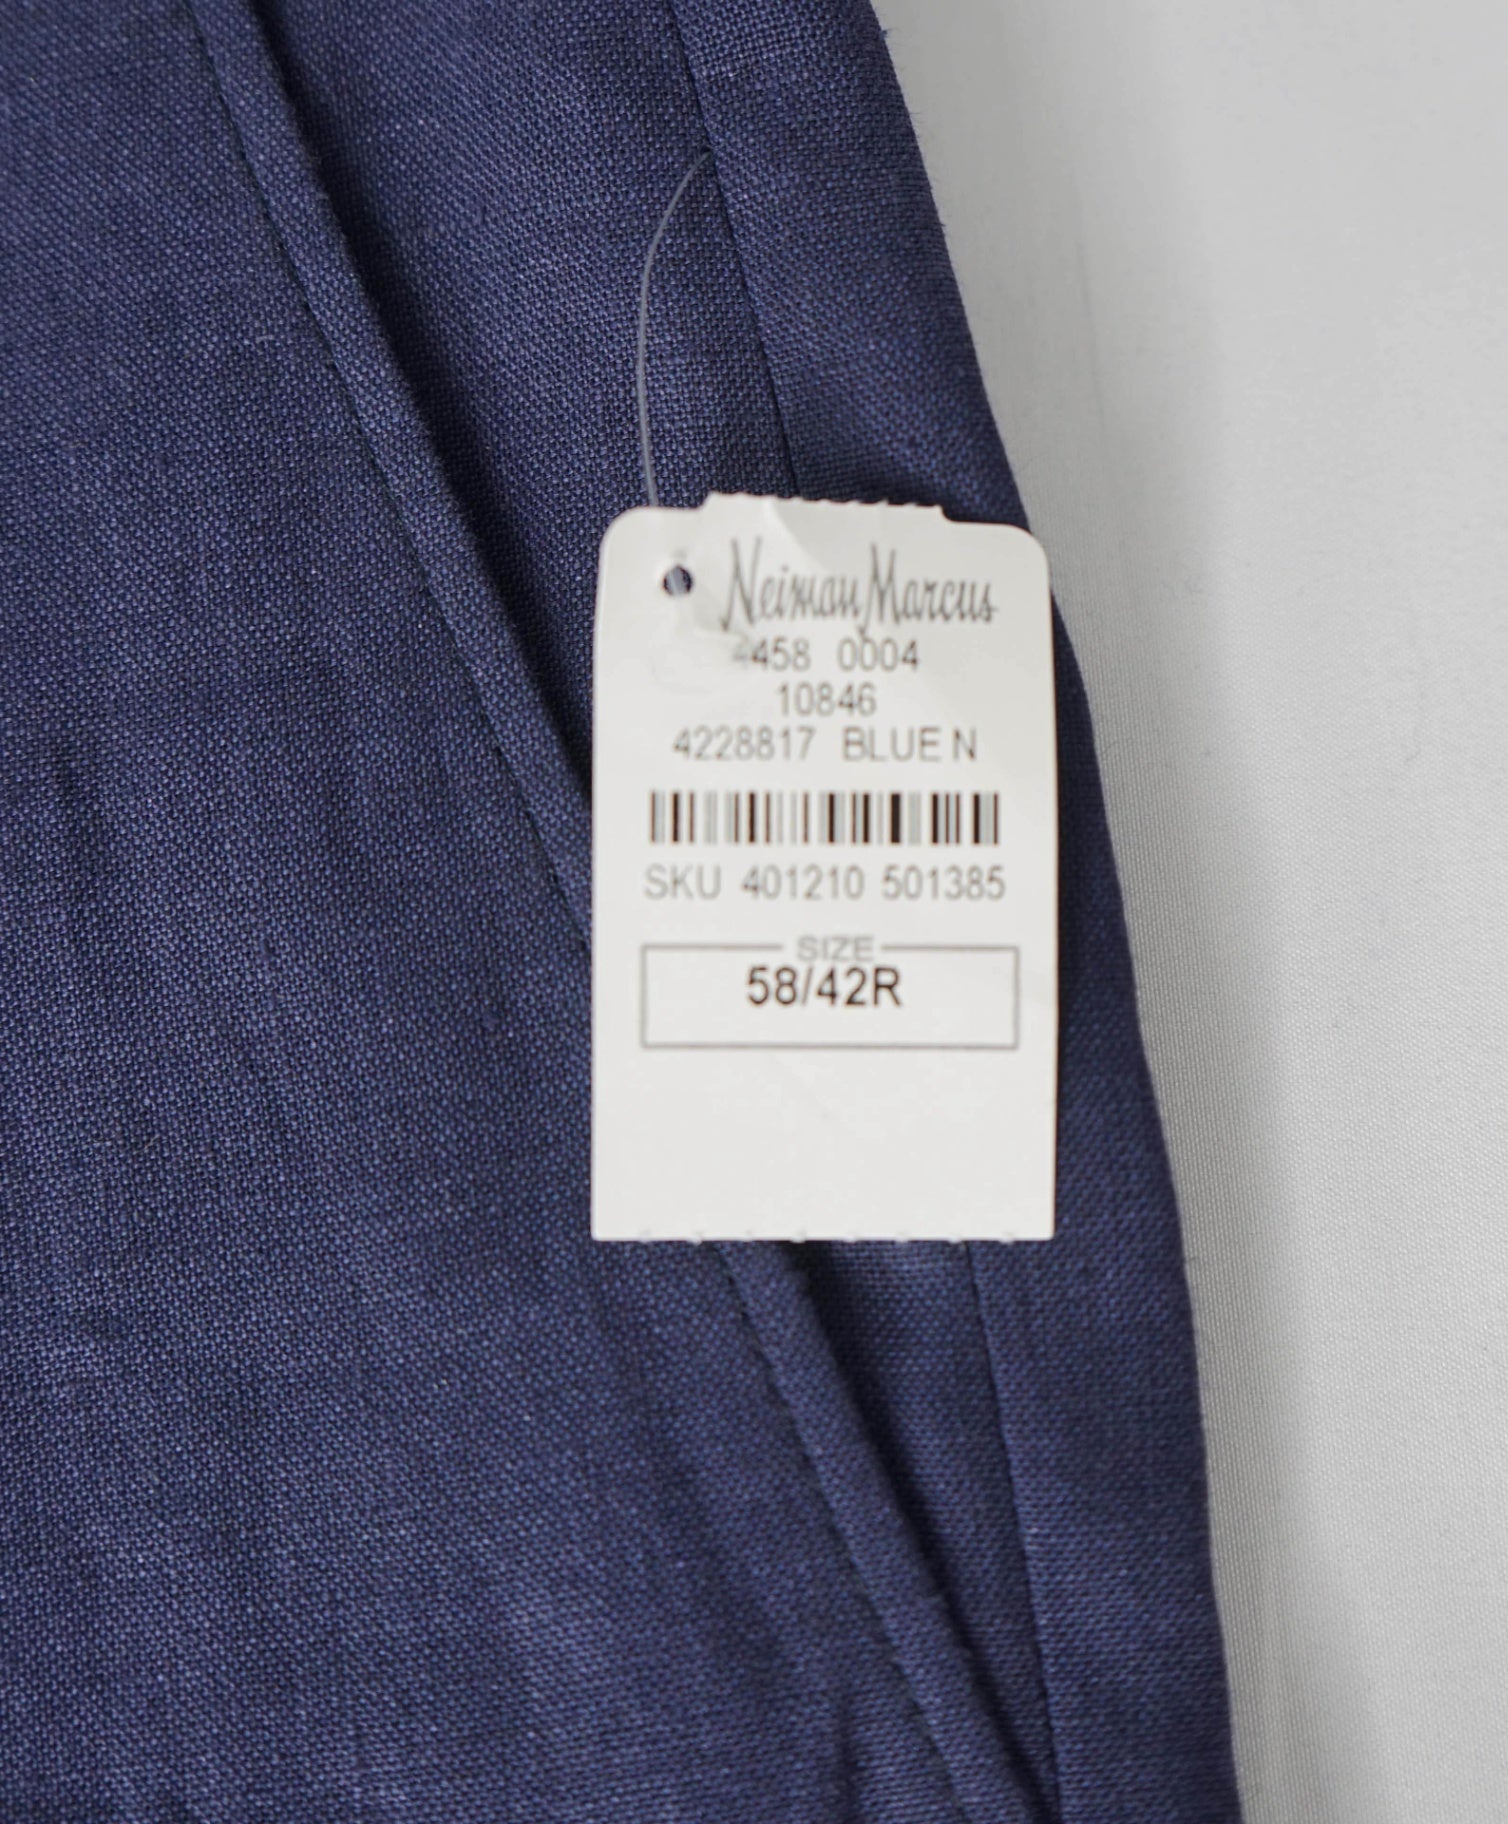 Neiman Marcus
4458 0004
10846
4228817 BLUE N
SKU 401210 501385
SIZE
58/42R